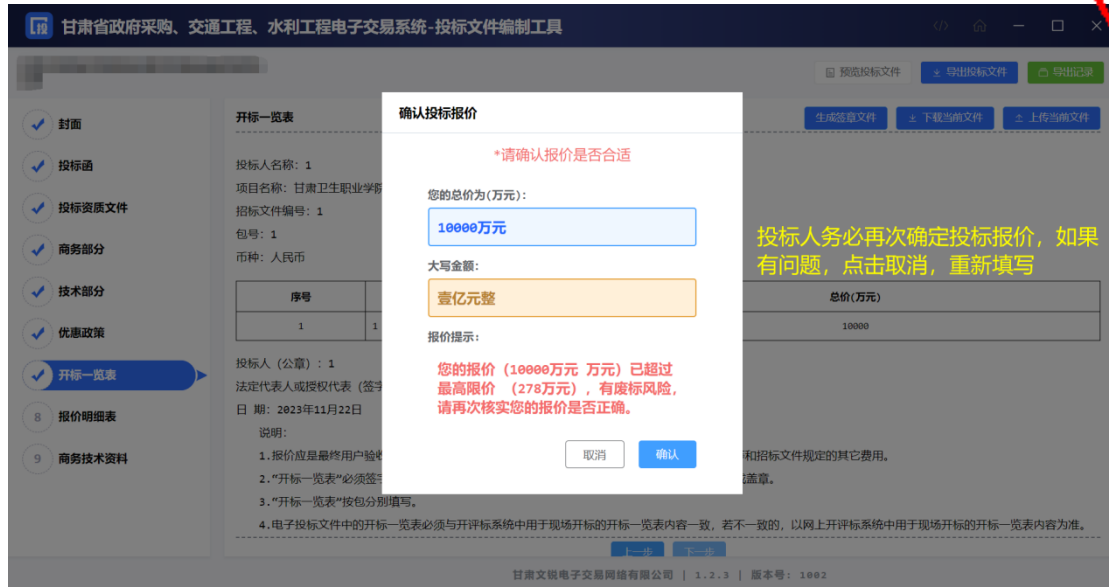 投 甘肃省政府采购、交通工程、水利工程电子交易系统-投标文件编制工具
预览投标文件 导出投标文件 导出记录
封面
投标函
投标资质文件
商务部分
技术部分
优惠政策
开标一览表
8 报价明细表
9 商务技术资料
开标一览表 生成签章文件 下载当前文件 上传当前文件
投标人名称：1
项目名称：甘肃卫生职业学院
招标文件编号：1
包号：1
币种：人民币
序号 总价(万元)
1 1 10000
投标人（公章）：1
法定代表人或授权代表（签字
日 期：2023年11月22日
说明：
1.报价应是最终用户验收 和招标文件规定的其它费用。
2.“开标一览表”必须签字 盖章。
3.“开标一览表”按包分别填写。
4.电子投标文件中的开标一览表必须与开评标系统中用于现场开标的开标一览表内容一致，若不一致的，以网上开评标系统中用于现场开标的开标一览表内容为准。
上一步 下一步
确认投标报价
*请确认报价是否合适
您的总价为(万元)：
10000万元
大写金额：
壹亿元整
报价提示：
您的报价（10000万元 万元）已超过
最高限价 （278万元），有废标风险，
请再次核实您的报价是否正确。
取消 确认
投标人务必再次确定投标报价，如果
有问题，点击取消，重新填写
甘肃文锐电子交易网络有限公司 | 1.2.3 | 版本号：1002